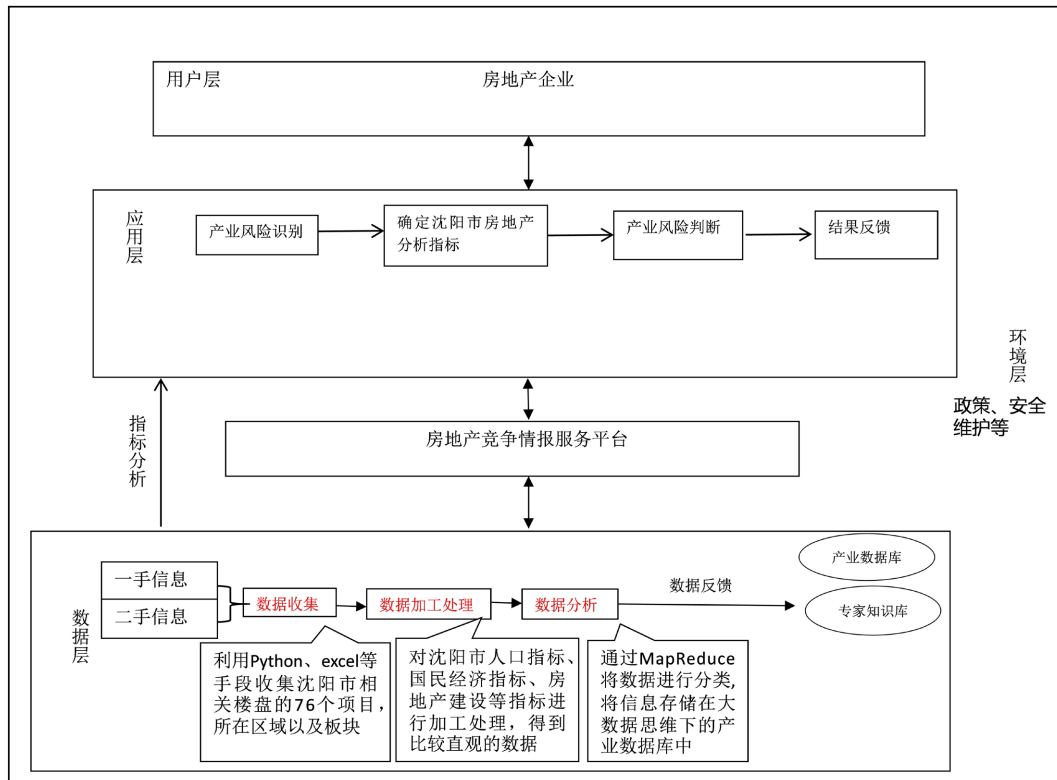 用户层
房地产企业
应用层
产业风险识别
确定沈阳市房地产
分析指标
产业风险判断
结果反馈
环境层
政策、安全
维护等
指标分析
房地产竞争情报服务平台
数据层
一手信息
二手信息
数据收集
数据加工处理
数据分析
数据反馈
产业数据库
专家知识库
利用Python、excel等
手段收集沈阳市相
关楼盘的76个项目，
所在区域以及板块
对沈阳市人口指标、
国民经济指标、房
地产建设等指标进
行加工处理，得到
比较直观的数据
通过MapReduce
将数据进行分类,
将信息存储在大
数据思维下的产
业数据库中